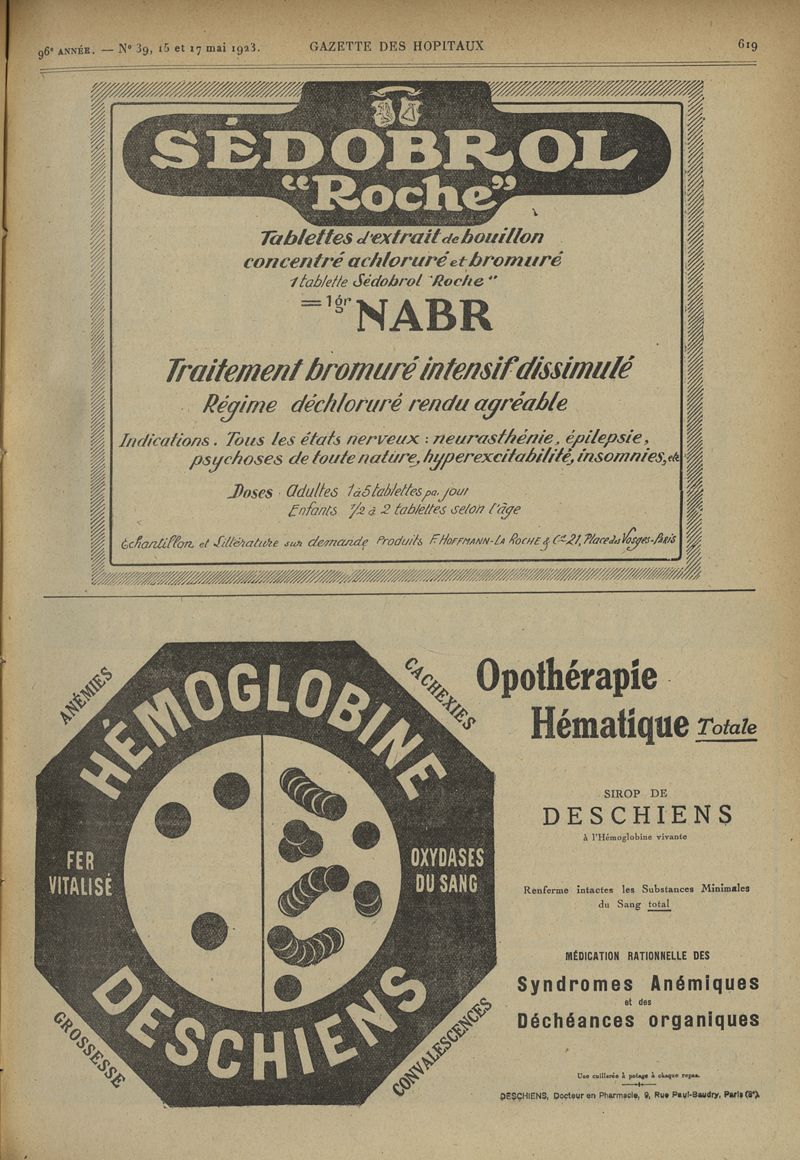 96e ANNÉE. — N° 39, 15 et 17 mai 1923.
GAZETTE DES HOPITAUX
619
SÉDOBROL
"Roche"
Tablettes d'extrait de bouillon
concentré achloruré et bromuré
1 tablette Sédobrol "Roche"
=1gr NABR
Traitement bromuré intensif dissimulé
Régime déchloruré rendu agréable
Indications. Tous les états nerveux : neurasthénie, épilepsie,
psychoses de toute nature, hyperexcitabilité, insomnies, etc
Doses Adultes 1 à 5 tablettes par jour
Enfants 1/2 à 2 tablettes selon l'âge
Échantillon et Littérature sur demande Produits F. HOFFMANN-LA ROCHE & Cie 21, Place des Vosges-Paris
ANÉMIES
CACHEXIES
HÉMOGLOBINE
FER
VITALISÉ
OXYDASES
DU SANG
DESCHIENS
GROSSESSE
CONVALESCENCES
Opothérapie
Hématique Totale
SIROP DE
DESCHIENS
à l'Hémoglobine vivante
Renferme intactes les Substances Minimales
du Sang total
MÉDICATION RATIONNELLE DES
Syndromes Anémiques
et des
Déchéances organiques
Une cuillerée à potage à chaque repas.
DESCHIENS, Docteur en Pharmacie, 9, Rue Paul-Baudry, Paris (8e).